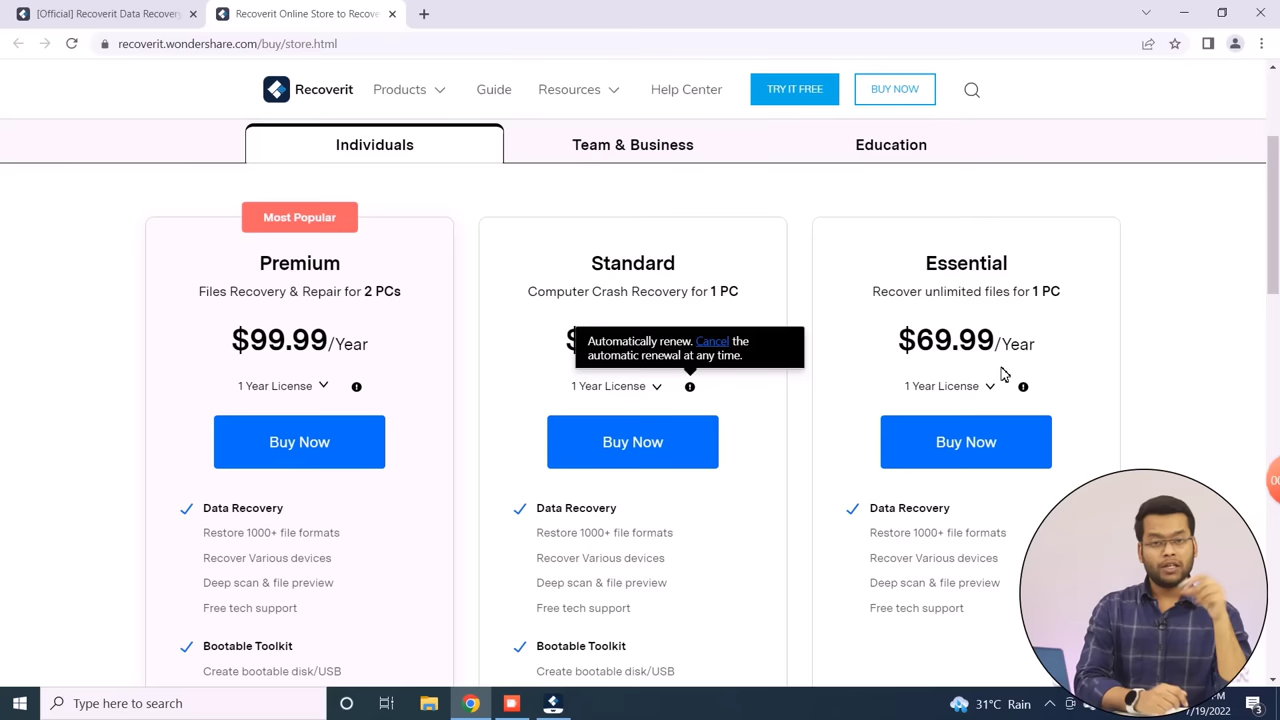 [Official] Recoverit Data Recovery
Recoverit Online Store to Recove
recoverit.wondershare.com/buy/store.html
Recoverit
Products
Guide
Resources
Help Center
TRY IT FREE
BUY NOW
Individuals
Team & Business
Education
Most Popular
Premium
Files Recovery & Repair for 2 PCs
$99.99/Year
1 Year License
Buy Now
Data Recovery
Restore 1000+ file formats
Recover Various devices
Deep scan & file preview
Free tech support
Bootable Toolkit
Create bootable disk/USB
Standard
Computer Crash Recovery for 1 PC
$
Automatically renew. Cancel the
automatic renewal at any time.
1 Year License
Buy Now
Data Recovery
Restore 1000+ file formats
Recover Various devices
Deep scan & file preview
Free tech support
Bootable Toolkit
Create bootable disk/USB
Essential
Recover unlimited files for 1 PC
$69.99/Year
1 Year License
Buy Now
Data Recovery
Restore 1000+ file formats
Recover Various devices
Deep scan & file preview
Free tech support
Type here to search
31°C Rain
7/19/2022
3